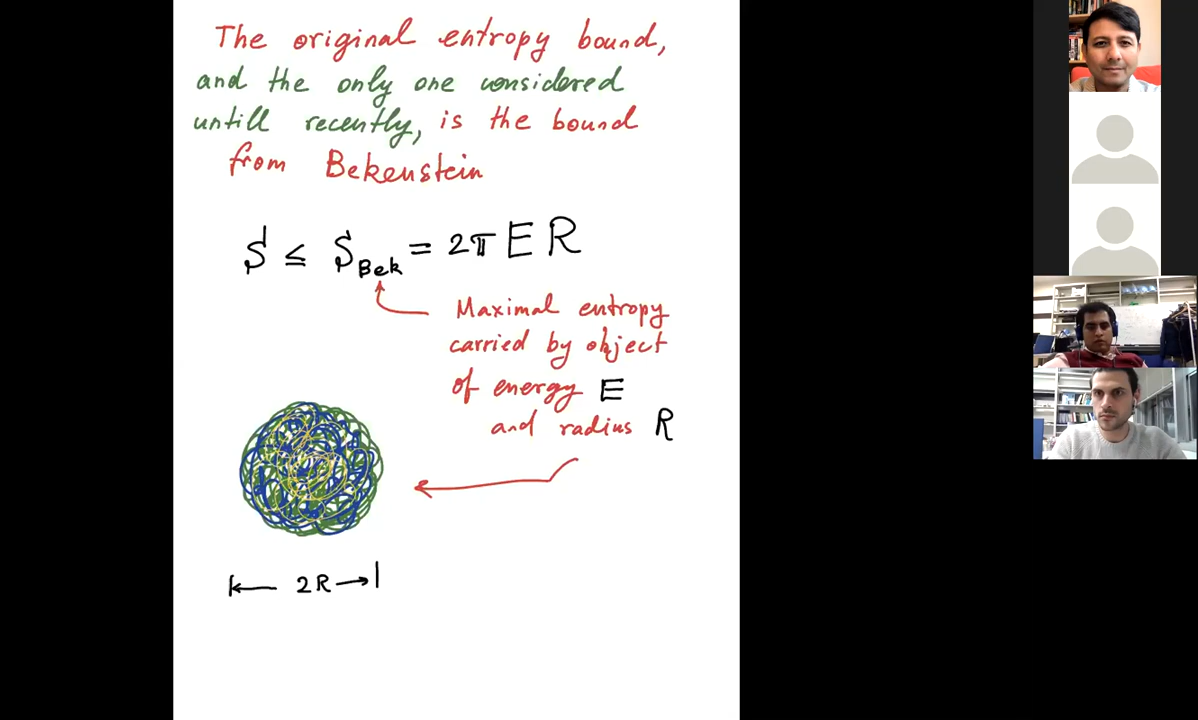 The original entropy bound,
and the only one considered
untill recently, is the bound
from Bekenstein
S ≤ S_Bek = 2π E R
Maximal entropy
carried by object
of energy E
and radius R
2R